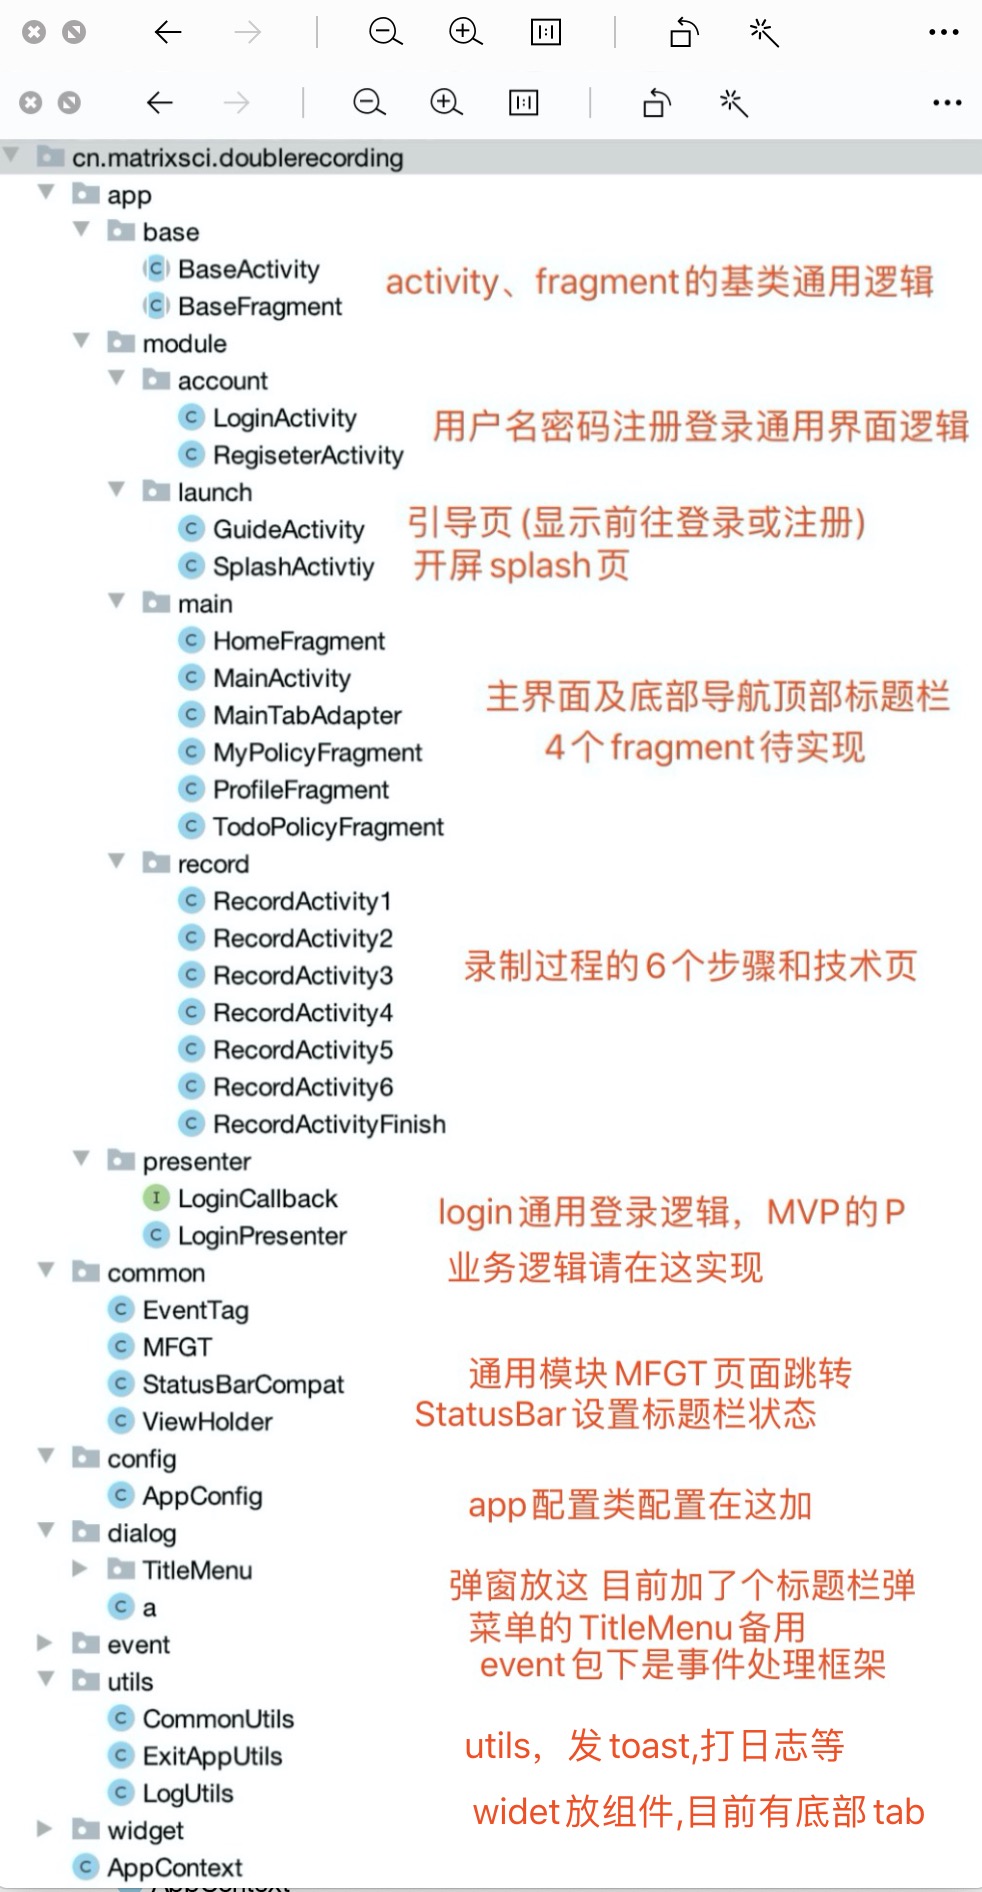 cn.matrixsci.doublerecording
app
base
BaseActivity
activity、fragment的基类通用逻辑
BaseFragment
module
account
LoginActivity
用户名密码注册登录通用界面逻辑
RegiseterActivity
launch
GuideActivity
引导页(显示前往登录或注册)
SplashActivtiy
开屏splash页
main
HomeFragment
MainActivity
主界面及底部导航顶部标题栏
MainTabAdapter
4个fragment待实现
MyPolicyFragment
ProfileFragment
TodoPolicyFragment
record
RecordActivity1
RecordActivity2
录制过程的6个步骤和技术页
RecordActivity3
RecordActivity4
RecordActivity5
RecordActivity6
RecordActivityFinish
presenter
LoginCallback
login通用登录逻辑，MVP的P
LoginPresenter
业务逻辑请在这实现
common
EventTag
MFGT
通用模块MFGT页面跳转
StatusBarCompat
StatusBar设置标题栏状态
ViewHolder
config
AppConfig
app配置类配置在这加
dialog
TitleMenu
弹窗放这 目前加了个标题栏弹
a
菜单的TitleMenu备用
event
event包下是事件处理框架
utils
CommonUtils
ExitAppUtils
utils，发toast,打日志等
LogUtils
widet放组件,目前有底部tab
widget
AppContext
AppContext